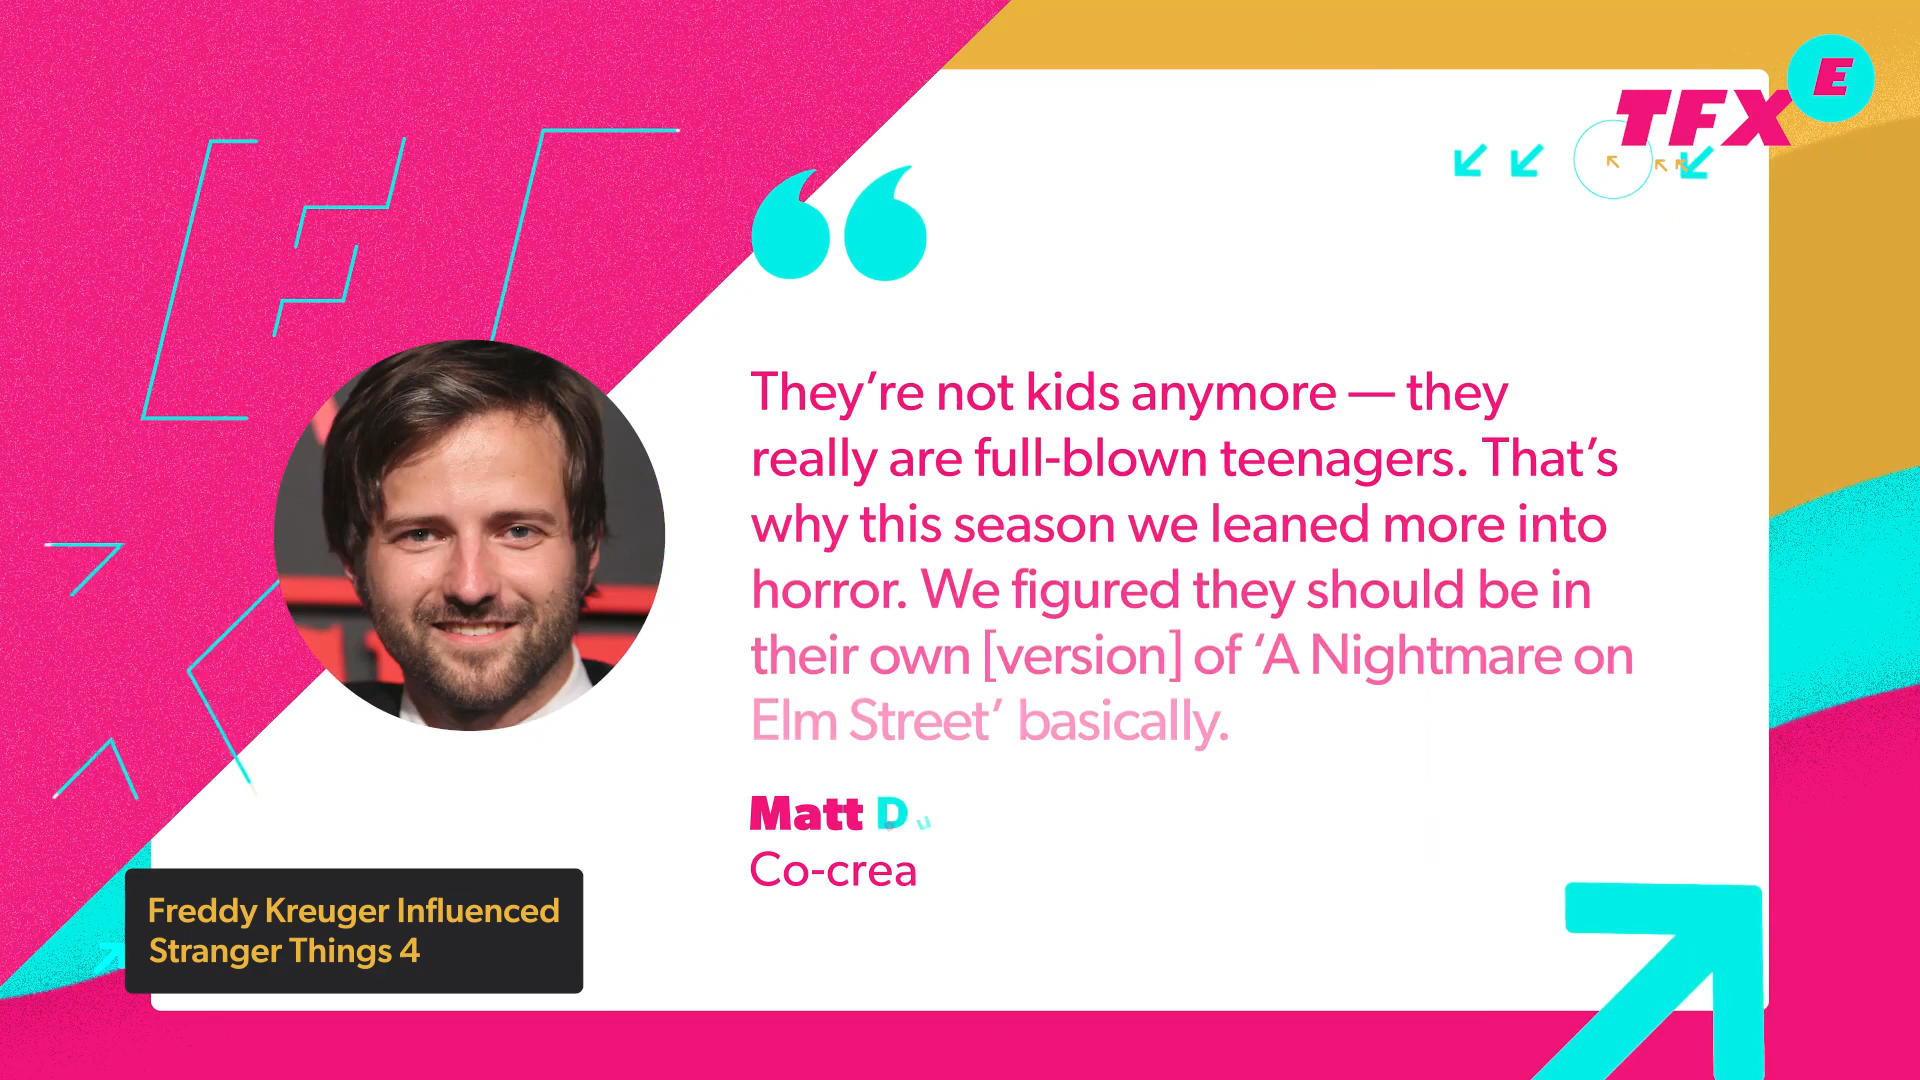 TFX
E
They’re not kids anymore — they
really are full-blown teenagers. That’s
why this season we leaned more into
horror. We figured they should be in
their own [version] of ‘A Nightmare on
Elm Street’ basically.
Matt Du
Co-crea
Freddy Kreuger Influenced
Stranger Things 4